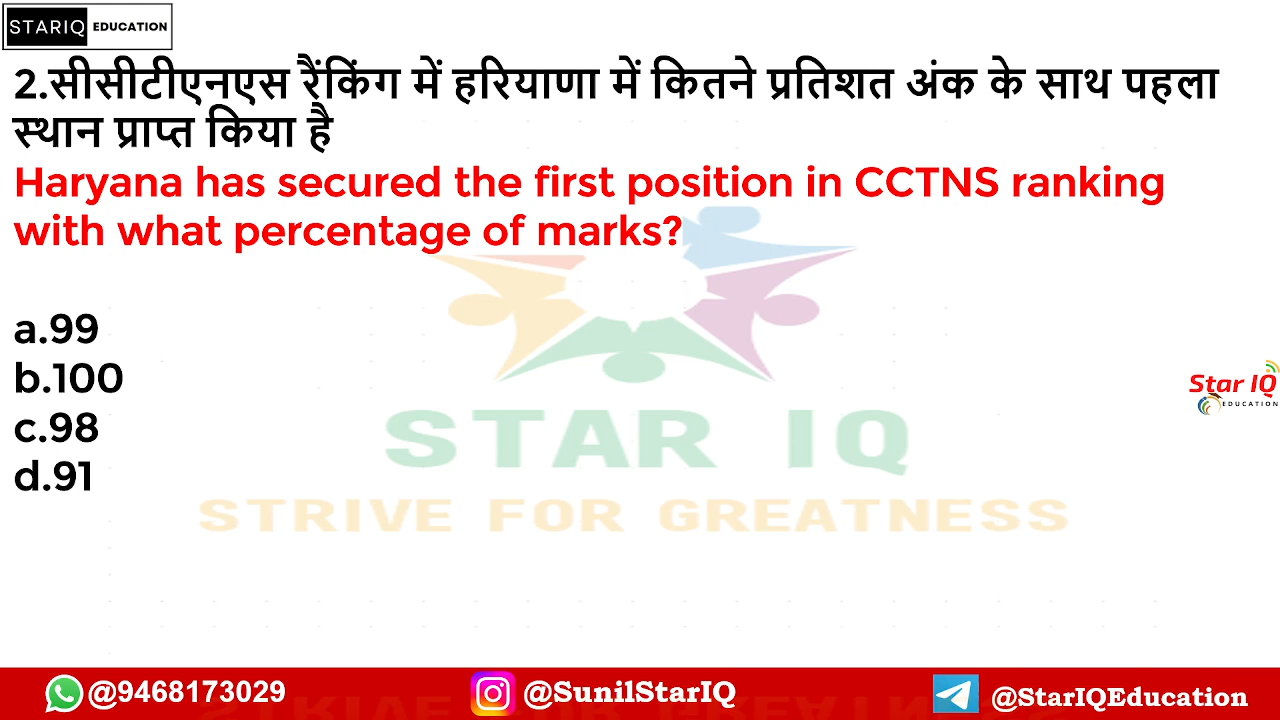 STARIQ EDUCATION
2.सीसीटीएनएस रैंकिंग में हरियाणा में कितने प्रतिशत अंक के साथ पहला
स्थान प्राप्त किया है
Haryana has secured the first position in CCTNS ranking
with what percentage of marks?
a.99
b.100
c.98
d.91
Star IQ
EDUCATION
STAR IQ
STRIVE FOR GREATNESS
@9468173029 @SunilStarIQ @StarIQEducation